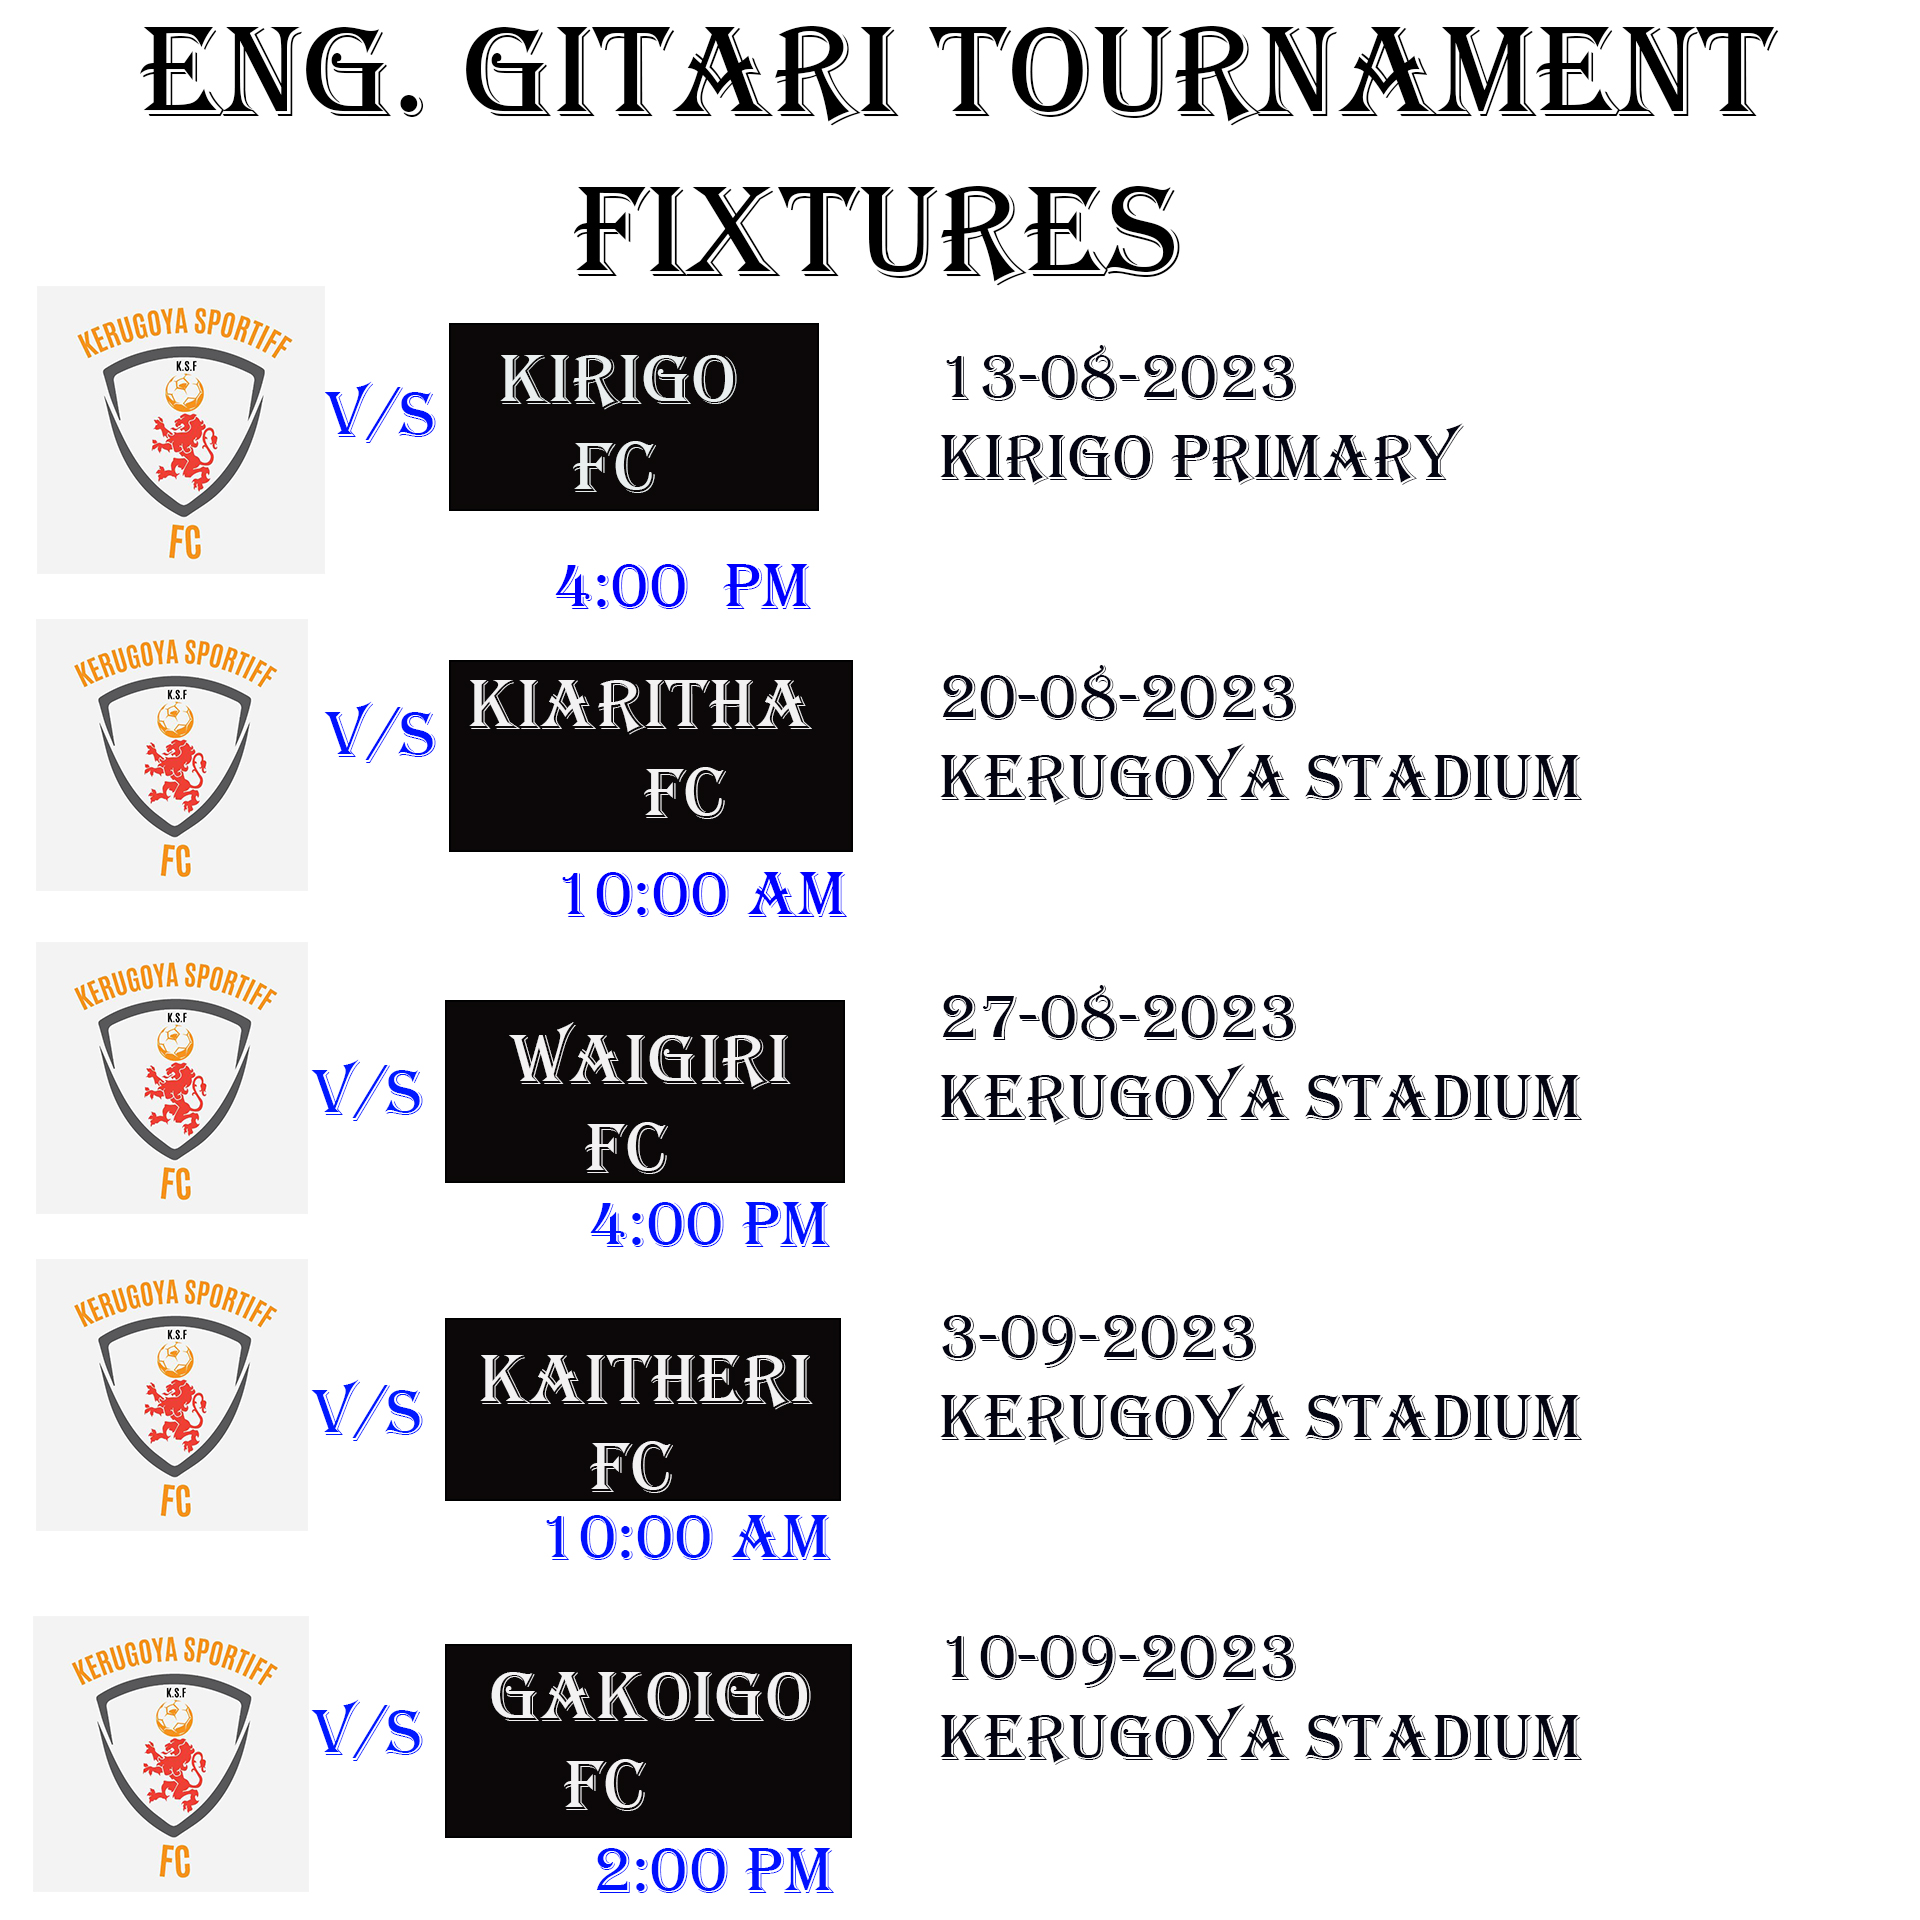 ENG. GITARI TOURNAMENT
FIXTURES
KERUGOYA SPORTIFF
K.S.F
FC
V/S
KIRIGO
FC
4:00 PM
13-08-2023
KIRIGO PRIMARY
KERUGOYA SPORTIFF
K.S.F
FC
V/S
KIARITHA
FC
10:00 AM
20-08-2023
KERUGOYA STADIUM
KERUGOYA SPORTIFF
K.S.F
FC
V/S
WAIGIRI
FC
4:00 PM
27-08-2023
KERUGOYA STADIUM
KERUGOYA SPORTIFF
K.S.F
FC
V/S
KAITHERI
FC
10:00 AM
3-09-2023
KERUGOYA STADIUM
KERUGOYA SPORTIFF
K.S.F
FC
V/S
GAKOIGO
FC
2:00 PM
10-09-2023
KERUGOYA STADIUM